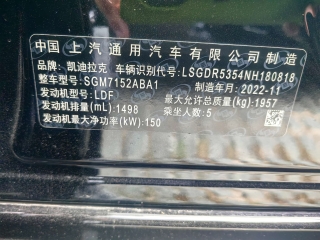 中国 上汽通用汽车有限公司 制造
品牌: 凯迪拉克 车辆识别代号: LSGDR5354NH180818
整车型号: SGM7152ABA1 制造年月: 2022-11
发动机型号: LDF 最大允许总质量(kg): 1957
发动机排量(mL): 1498 乘坐人数: 5
发动机最大净功率(kW): 150